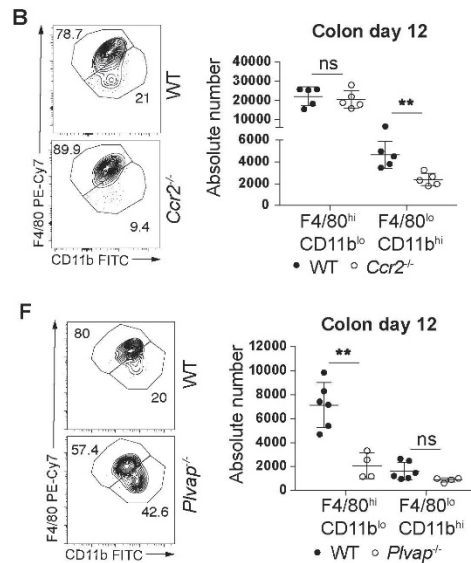 B
78.7
21
WT
89.9
9.4
Ccr2-/-
F4/80 PE-Cy7
CD11b FITC
Colon day 12
Absolute number
30000
20000
10000
6000
4000
2000
0
ns
**
F4/80hi
CD11blo
F4/80lo
CD11bhi
WT
Ccr2-/-
F
80
20
WT
57.4
42.6
Plvap-/-
F4/80 PE-Cy7
CD11b FITC
Colon day 12
Absolute number
12000
10000
8000
6000
4000
2000
0
**
ns
F4/80hi
CD11blo
F4/80lo
CD11bhi
WT
Plvap-/-